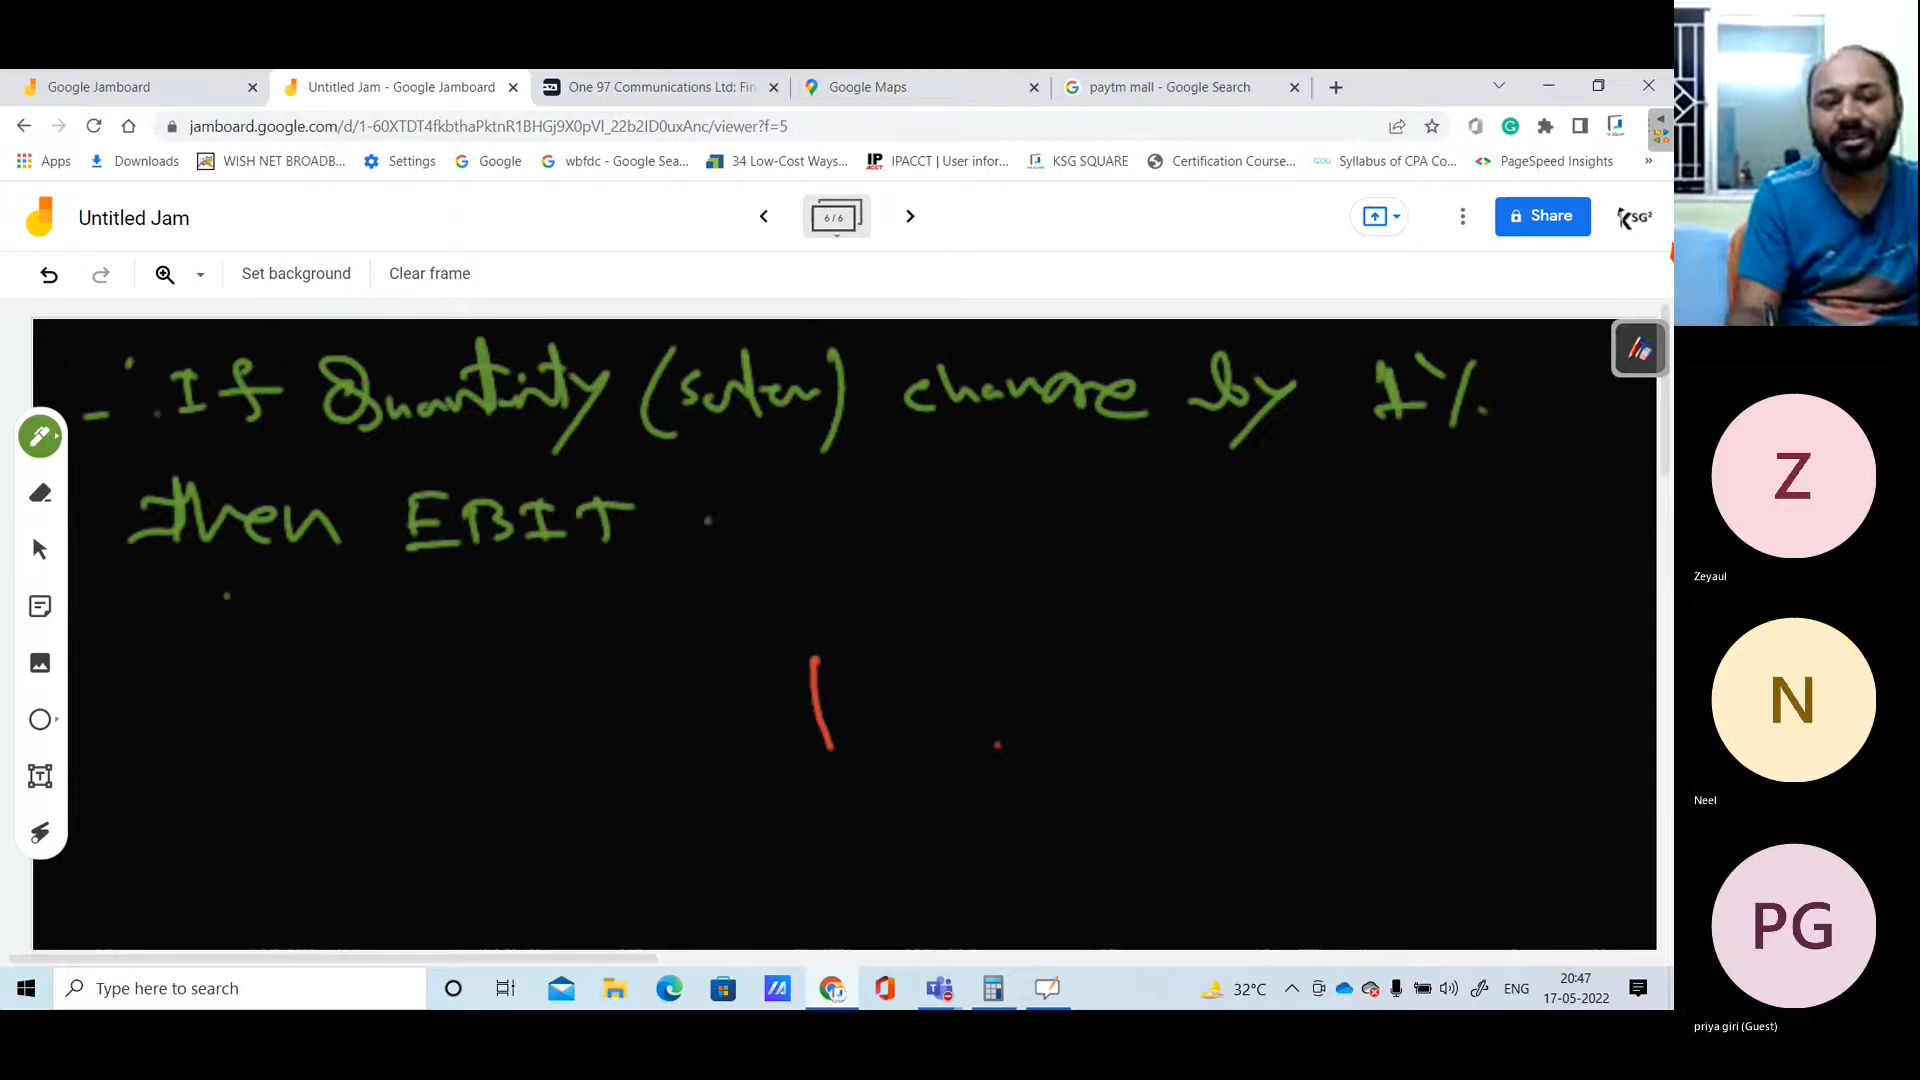 Google Jamboard
Untitled Jam - Google Jamboard
One 97 Communications Ltd: Fin
Google Maps
paytm mall - Google Search
jamboard.google.com/d/1-60XTDT4fkbthaPktnR1BHGj9X0pVl_22b2ID0uxAnc/viewer?f=5
Apps
Downloads
WISH NET BROADB...
Settings
Google
wbfdc - Google Sea...
34 Low-Cost Ways...
IPACCT | User infor...
KSG SQUARE
Certification Course...
Syllabus of CPA Co...
PageSpeed Insights
»
Untitled Jam
6 / 6
Share
KSG²
Set background
Clear frame
- If Quantity (sales) change by 1%
then EBIT
Z
Zeyaul
N
Neel
PG
priya giri (Guest)
Type here to search
32°C
ENG
20:47
17-05-2022